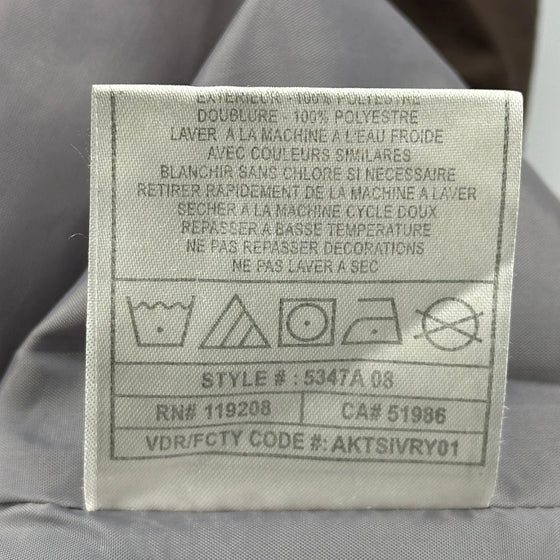 EXTERIEUR - 100% POLYESTRE
DOUBLURE - 100% POLYESTRE
LAVER A LA MACHINE A L'EAU FROIDE
AVEC COULEURS SIMILARES
BLANCHIR SANS CHLORE SI NECESSAIRE
RETIRER RAPIDEMENT DE LA MACHINE A LAVER
SECHER A LA MACHINE CYCLE DOUX
REPASSER A BASSE TEMPERATURE
NE PAS REPASSER DECORATIONS
NE PAS LAVER A SEC
STYLE # : 5347A 08
RN# 119208 CA# 51986
VDR/FCTY CODE #: AKTSIVRY01